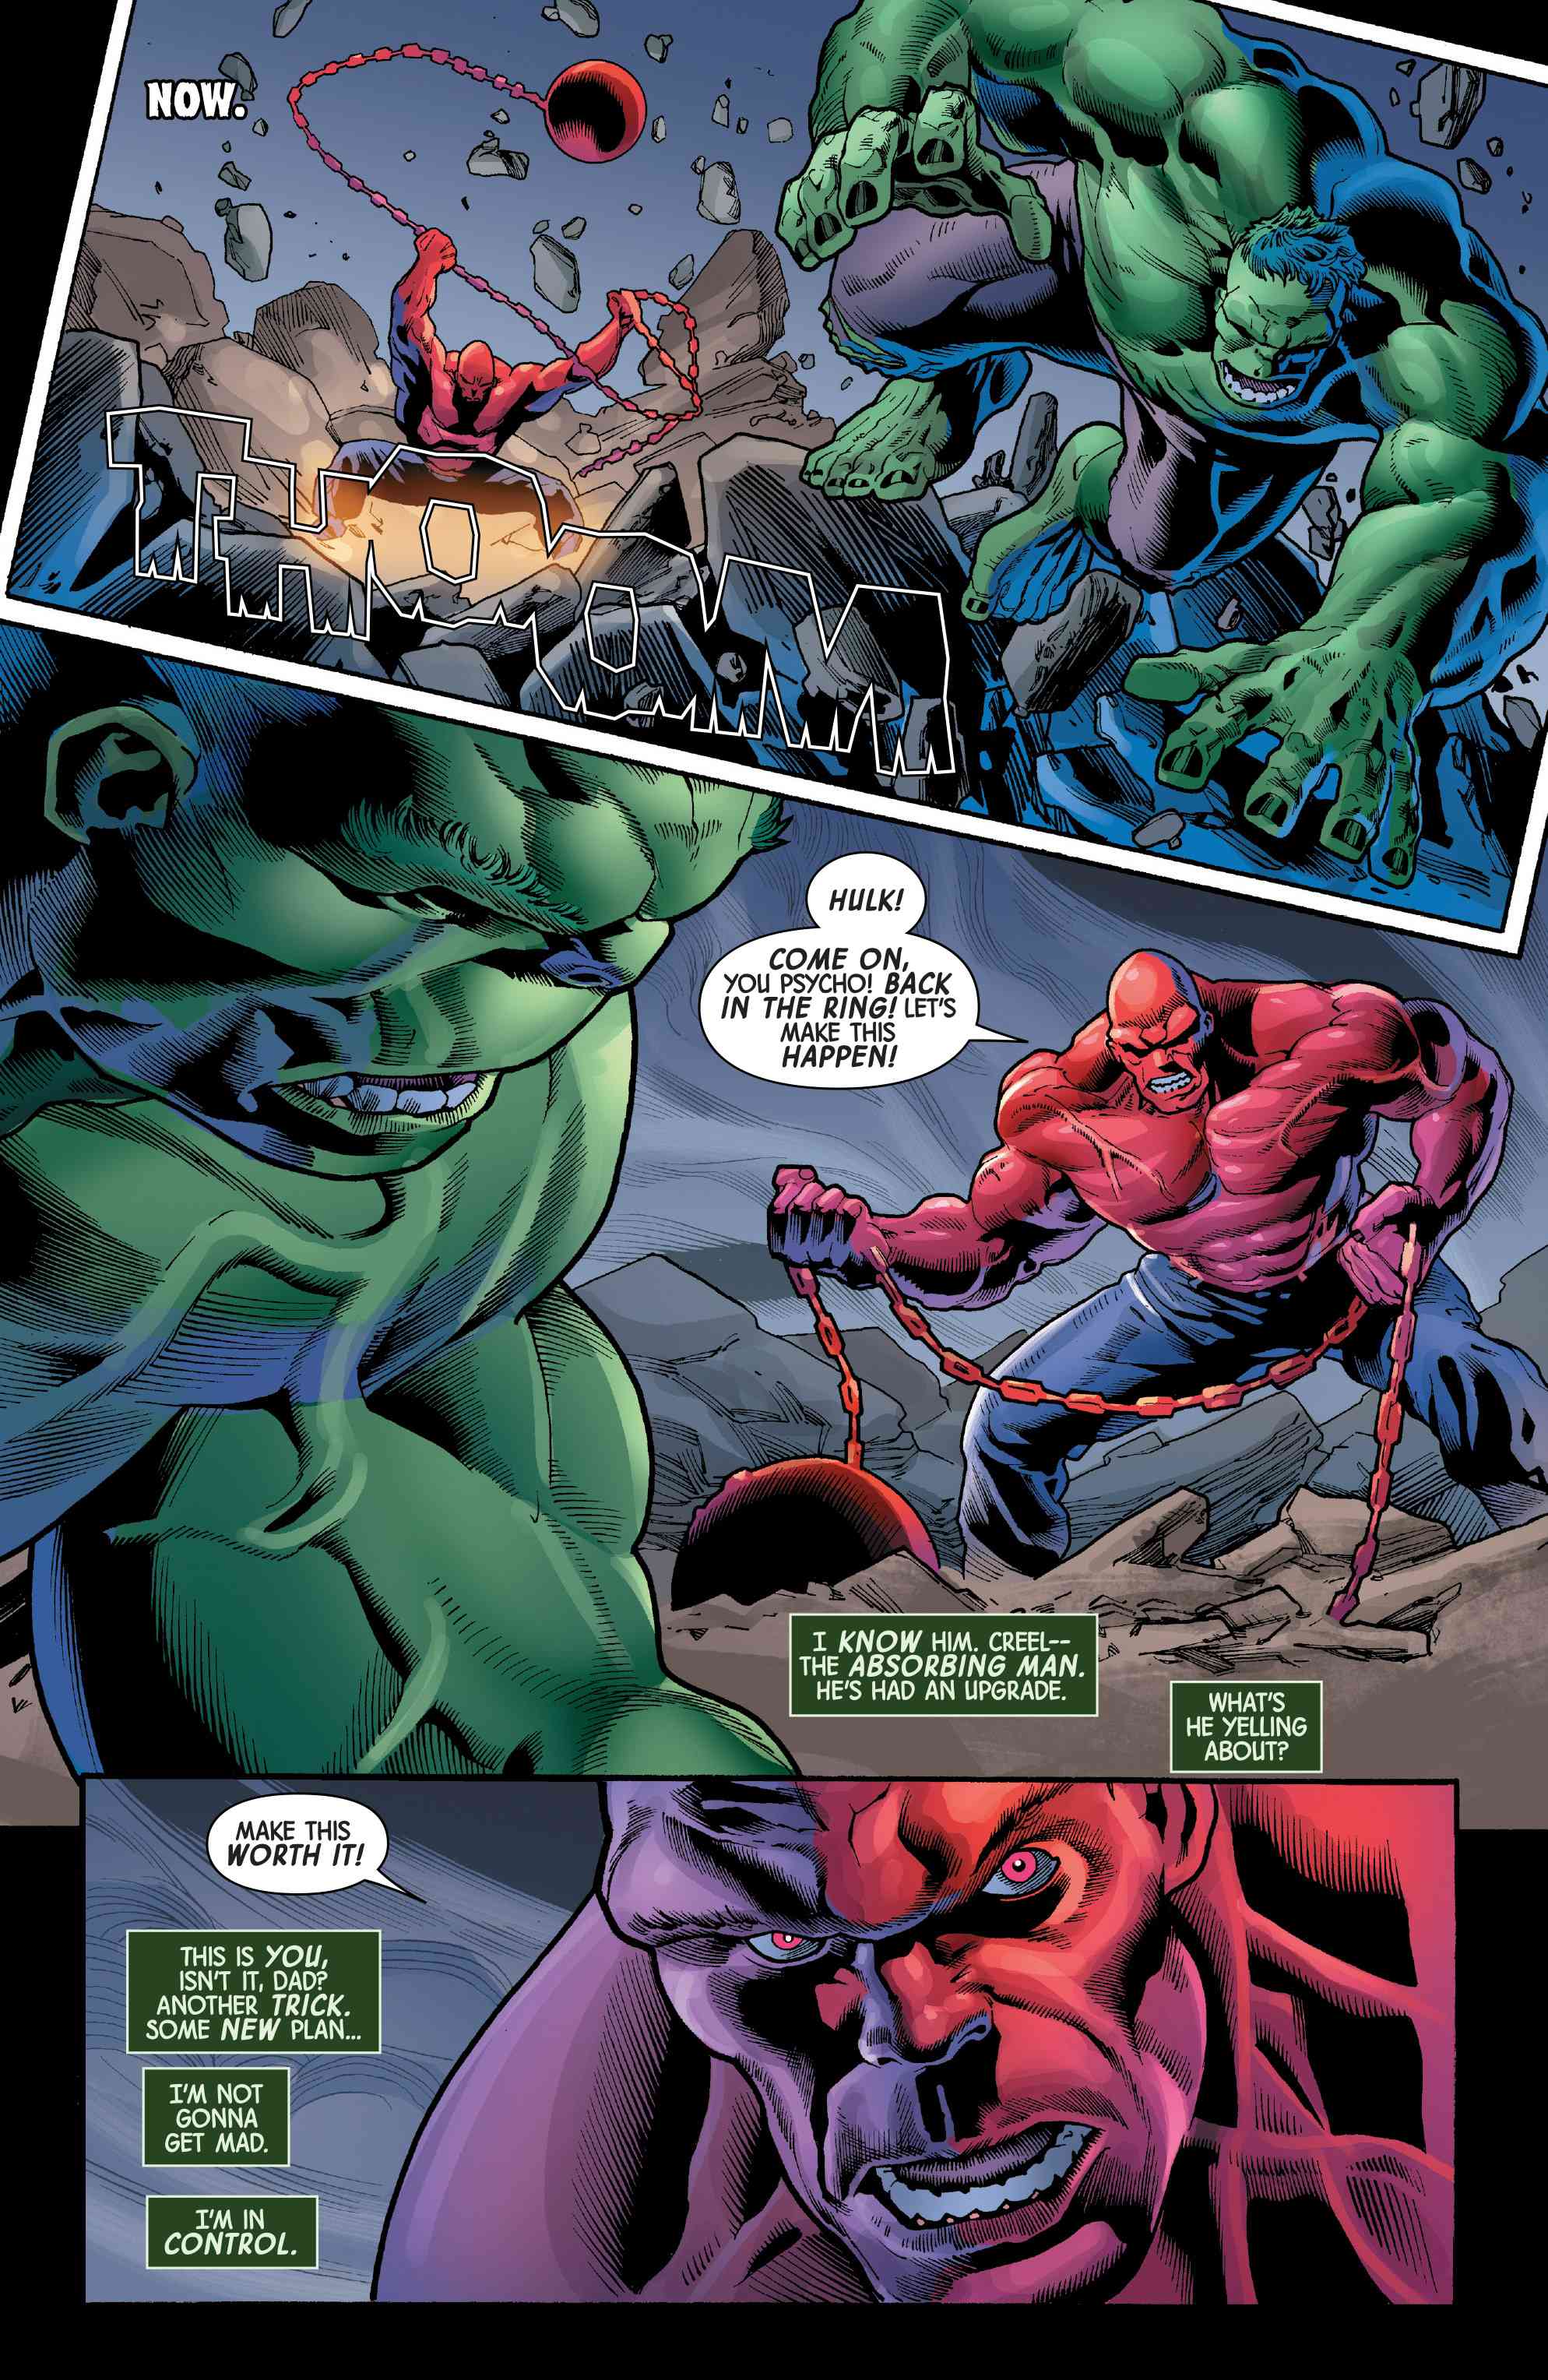 NOW.
THOOM
HULK!
COME ON,
YOU PSYCHO! BACK
IN THE RING! LET'S
MAKE THIS
HAPPEN!
I KNOW HIM. CREEL--
THE ABSORBING MAN.
HE'S HAD AN UPGRADE.
WHAT'S
HE YELLING
ABOUT?
MAKE THIS
WORTH IT!
THIS IS YOU,
ISN'T IT, DAD?
ANOTHER TRICK.
SOME NEW PLAN...
I'M NOT
GONNA
GET MAD.
I'M IN
CONTROL.